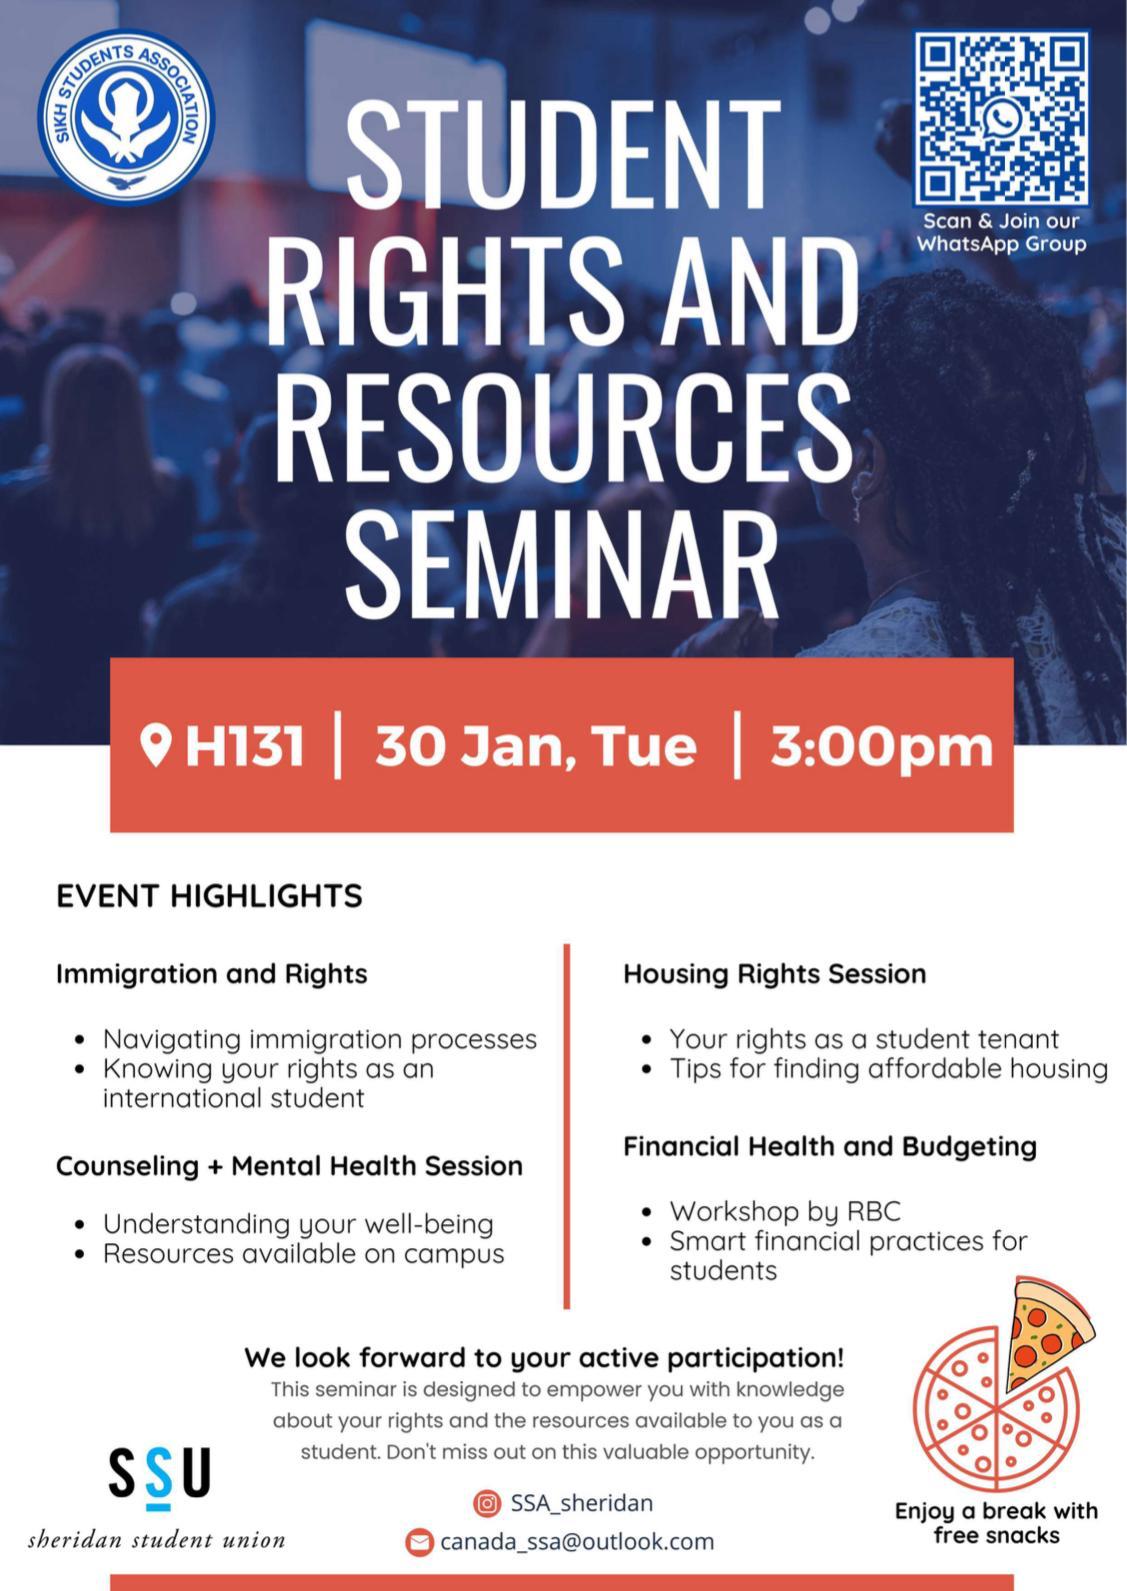 SIKH STUDENTS ASSOCIATION
Scan & Join our
WhatsApp Group
STUDENT
RIGHTS AND
RESOURCES
SEMINAR
H131 | 30 Jan, Tue | 3:00pm
EVENT HIGHLIGHTS
Immigration and Rights
• Navigating immigration processes
• Knowing your rights as an
international student
Counseling + Mental Health Session
• Understanding your well-being
• Resources available on campus
Housing Rights Session
• Your rights as a student tenant
• Tips for finding affordable housing
Financial Health and Budgeting
• Workshop by RBC
• Smart financial practices for
students
We look forward to your active participation!
This seminar is designed to empower you with knowledge
about your rights and the resources available to you as a
student. Don't miss out on this valuable opportunity.
SSU
sheridan student union
SSA_sheridan
canada_ssa@outlook.com
Enjoy a break with
free snacks